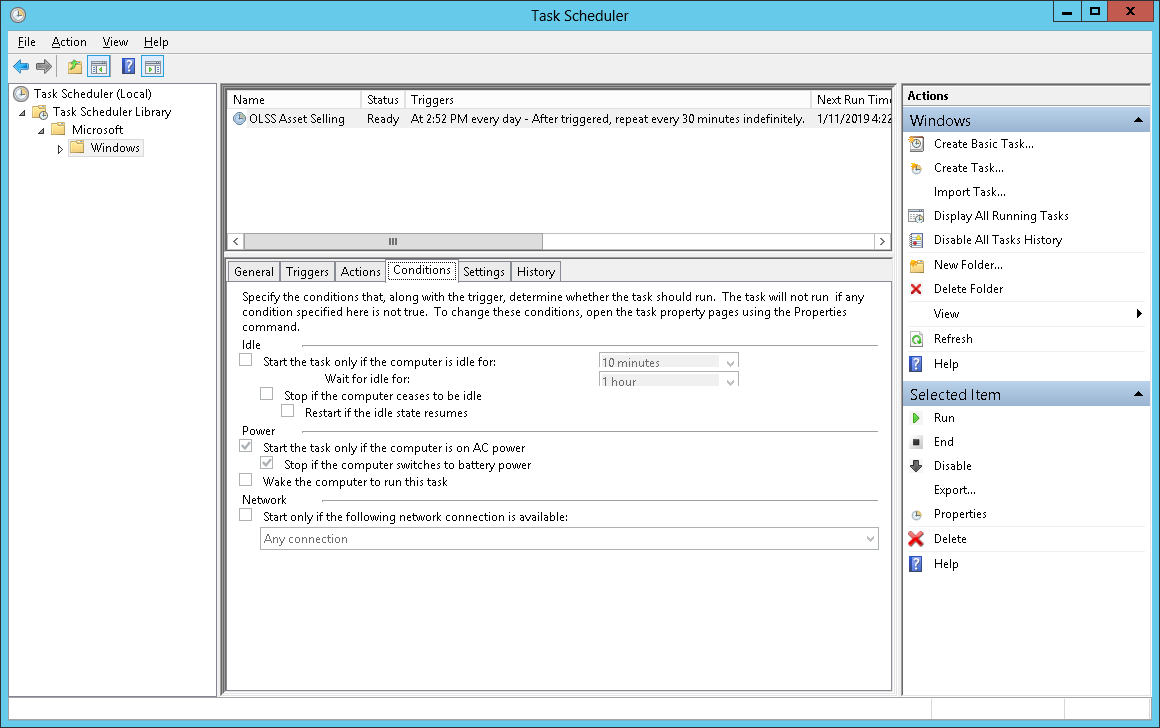 Task Scheduler
File Action View Help
Task Scheduler (Local)
Task Scheduler Library
Microsoft
Windows
Name Status Triggers Next Run Time
OLSS Asset Selling Ready At 2:52 PM every day - After triggered, repeat every 30 minutes indefinitely. 1/11/2019 4:22
General Triggers Actions Conditions Settings History
Specify the conditions that, along with the trigger, determine whether the task should run. The task will not run if any
condition specified here is not true. To change these conditions, open the task property pages using the Properties
command.
Idle
Start the task only if the computer is idle for: 10 minutes
Wait for idle for: 1 hour
Stop if the computer ceases to be idle
Restart if the idle state resumes
Power
Start the task only if the computer is on AC power
Stop if the computer switches to battery power
Wake the computer to run this task
Network
Start only if the following network connection is available:
Any connection
Actions
Windows
Create Basic Task...
Create Task...
Import Task...
Display All Running Tasks
Disable All Tasks History
New Folder...
Delete Folder
View
Refresh
Help
Selected Item
Run
End
Disable
Export...
Properties
Delete
Help